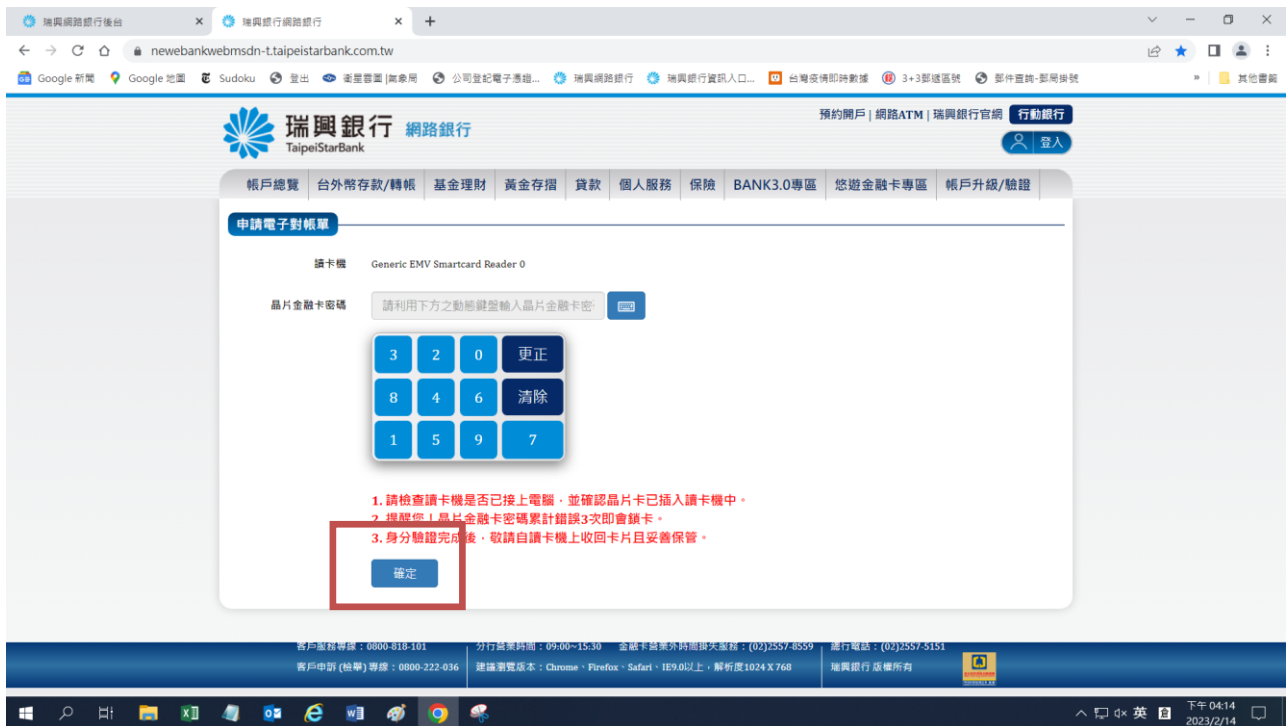 瑞興網路銀行後台
瑞興銀行網路銀行
newebankwebmsdn-t.taipeistarbank.com.tw
Google 新聞 Google 地圖 Sudoku 登出 衛星雲圖|氣象局 公司登記電子憑證... 瑞興網路銀行 瑞興銀行資訊入口... 台灣疫情即時數據 3+3郵遞區號 郵件查詢-郵局掛號 » 其他書籤
預約開戶 | 網路ATM | 瑞興銀行官網 行動銀行
瑞興銀行 網路銀行
TaipeiStarBank
登入
帳戶總覽 台外幣存款/轉帳 基金理財 黃金存摺 貸款 個人服務 保險 BANK3.0專區 悠遊金融卡專區 帳戶升級/驗證
申請電子對帳單
讀卡機 Generic EMV Smartcard Reader 0
晶片金融卡密碼 請利用下方之動態鍵盤輸入晶片金融卡密
3 2 0 更正
8 4 6 清除
1 5 9 7
1. 請檢查讀卡機是否已接上電腦，並確認晶片卡已插入讀卡機中。
2. 提醒您！晶片金融卡密碼累計錯誤3次即會鎖卡。
3. 身分驗證完成後，敬請自讀卡機上收回卡片且妥善保管。
確定
客戶服務專線：0800-818-101 分行營業時間：09:00~15:30 金融卡營業外時間掛失服務：(02)2557-8559 總行電話：(02)2557-5151
客戶申訴 (檢舉) 專線：0800-222-036 建議瀏覽版本：Chrome、Firefox、Safari、IE9.0以上，解析度1024 X 768 瑞興銀行 版權所有
英 下午 04:14
2023/2/14